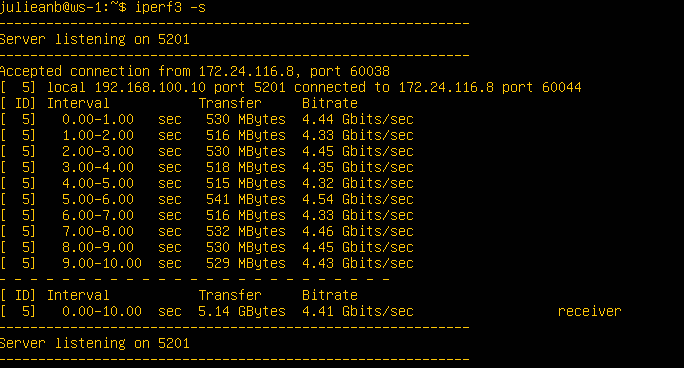 julieanb@ws-1:~$ iperf3 -s
-----------------------------------------------------------
Server listening on 5201
-----------------------------------------------------------
Accepted connection from 172.24.116.8, port 60038
[  5] local 192.168.100.10 port 5201 connected to 172.24.116.8 port 60044
[ ID] Interval           Transfer     Bitrate
[  5]   0.00-1.00   sec   530 MBytes  4.44 Gbits/sec
[  5]   1.00-2.00   sec   516 MBytes  4.33 Gbits/sec
[  5]   2.00-3.00   sec   530 MBytes  4.45 Gbits/sec
[  5]   3.00-4.00   sec   518 MBytes  4.35 Gbits/sec
[  5]   4.00-5.00   sec   515 MBytes  4.32 Gbits/sec
[  5]   5.00-6.00   sec   541 MBytes  4.54 Gbits/sec
[  5]   6.00-7.00   sec   516 MBytes  4.33 Gbits/sec
[  5]   7.00-8.00   sec   532 MBytes  4.46 Gbits/sec
[  5]   8.00-9.00   sec   530 MBytes  4.45 Gbits/sec
[  5]   9.00-10.00  sec   529 MBytes  4.43 Gbits/sec
- - - - - - - - - - - - - - - - - - - - - - - - -
[ ID] Interval           Transfer     Bitrate
[  5]   0.00-10.00  sec  5.14 GBytes  4.41 Gbits/sec                  receiver
-----------------------------------------------------------
Server listening on 5201
-----------------------------------------------------------